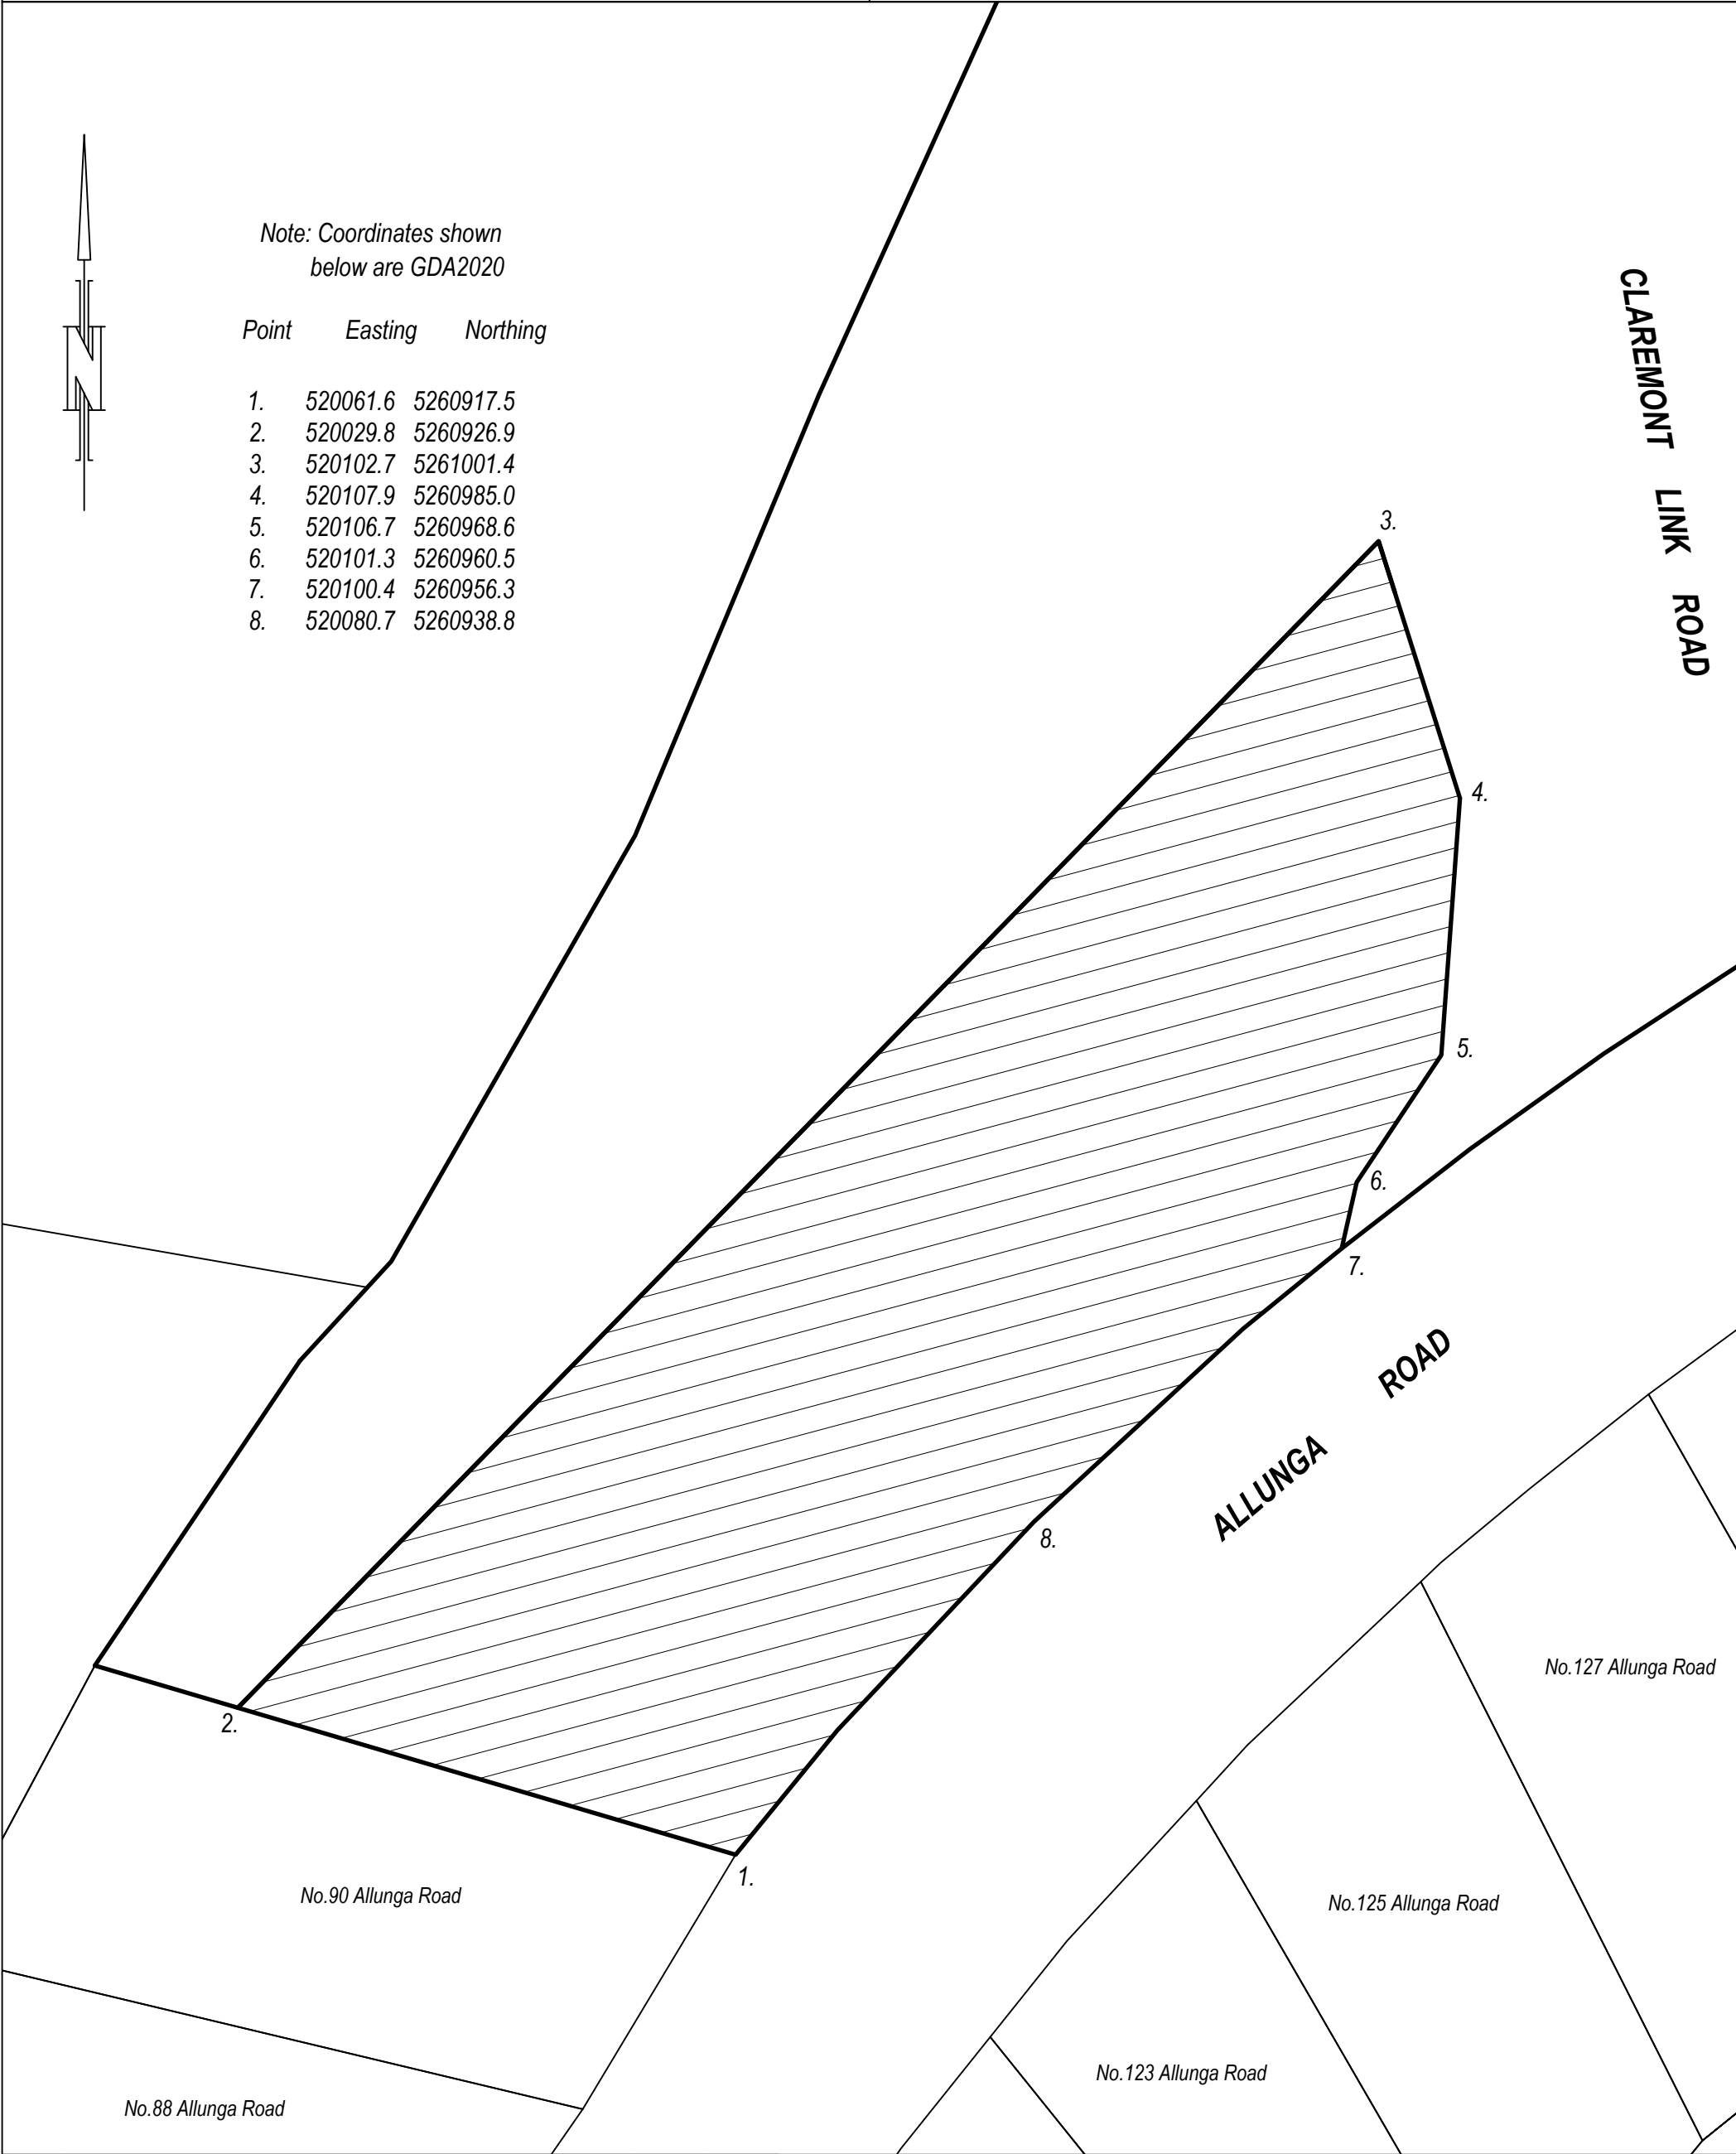 Note: Coordinates shown
below are GDA2020
Point Easting Northing
1. 520061.6 5260917.5
2. 520029.8 5260926.9
3. 520102.7 5261001.4
4. 520107.9 5260985.0
5. 520106.7 5260968.6
6. 520101.3 5260960.5
7. 520100.4 5260956.3
8. 520080.7 5260938.8
CLAREMONT LINK ROAD
3.
4.
5.
6.
7.
ALLUNGA ROAD
8.
2.
1.
No.127 Allunga Road
No.90 Allunga Road
No.125 Allunga Road
No.123 Allunga Road
No.88 Allunga Road
N